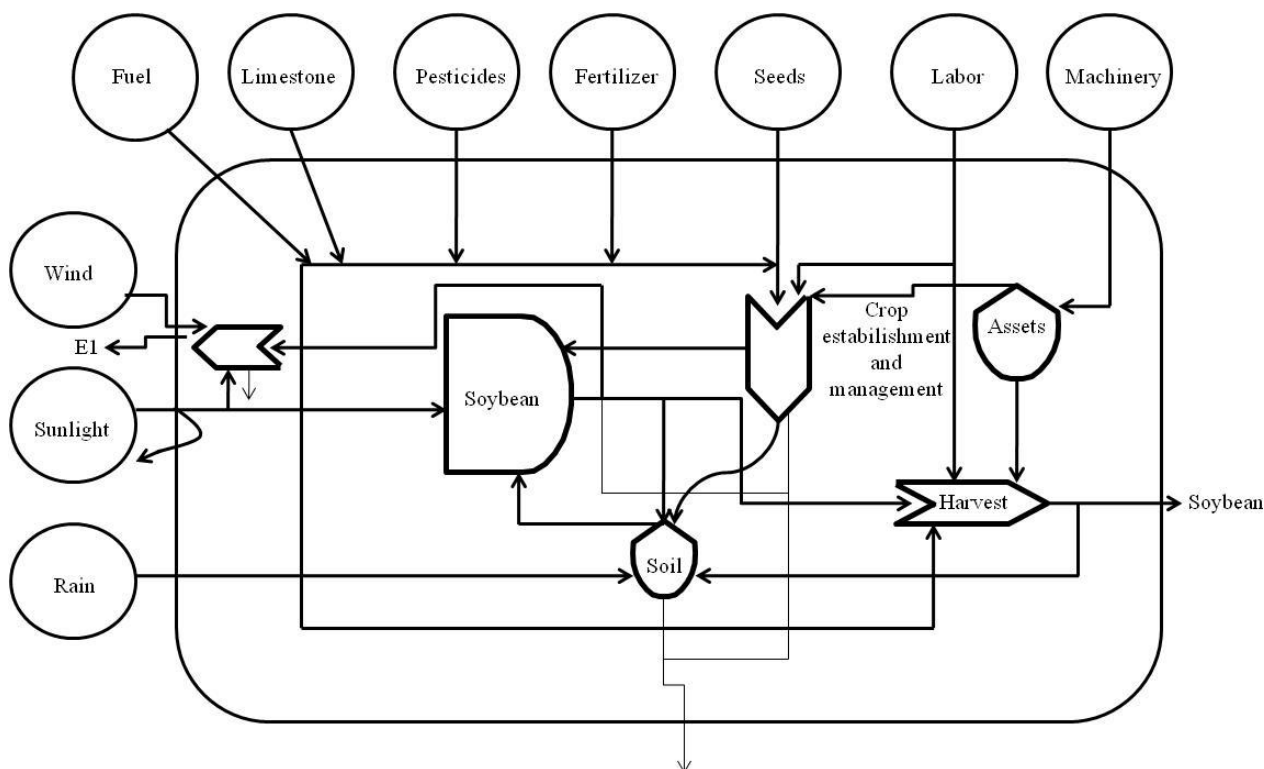 Fuel
Limestone
Pesticides
Fertilizer
Seeds
Labor
Machinery
Wind
E1
Sunlight
Rain
Soybean
Crop
estabilishment
and
management
Assets
Harvest
Soybean
Soil